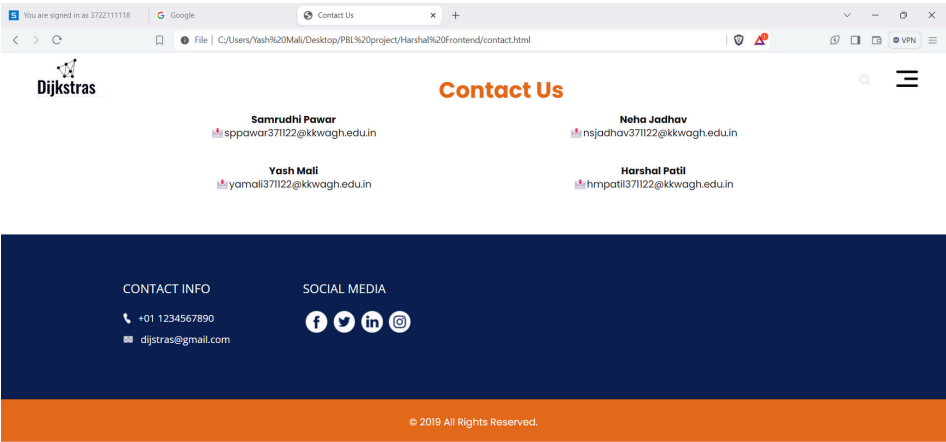 You are signed in as 3722111118
Google
Contact Us
File
C:/Users/Yash%20Mali/Desktop/PBL%20project/Harshal%20Frontend/contact.html
VPN
Dijkstras
Contact Us
Samrudhi Pawar
sppawar371122@kkwagh.edu.in
Neha Jadhav
nsjadhav371122@kkwagh.edu.in
Yash Mali
yamali371122@kkwagh.edu.in
Harshal Patil
hmpatil371122@kkwagh.edu.in
CONTACT INFO
+01 1234567890
dijstras@gmail.com
SOCIAL MEDIA
© 2019 All Rights Reserved.